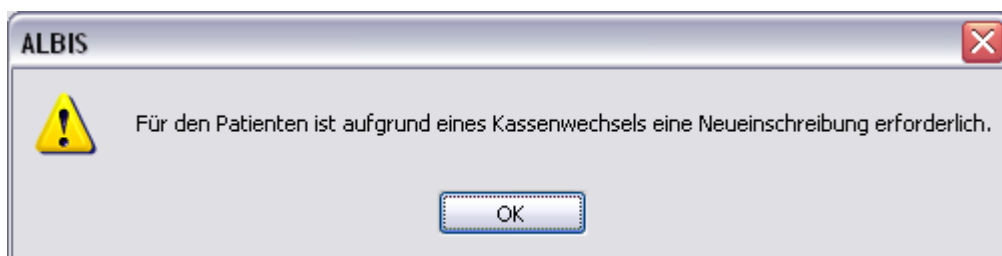 ALBIS
Für den Patienten ist aufgrund eines Kassenwechsels eine Neueinschreibung erforderlich.
OK